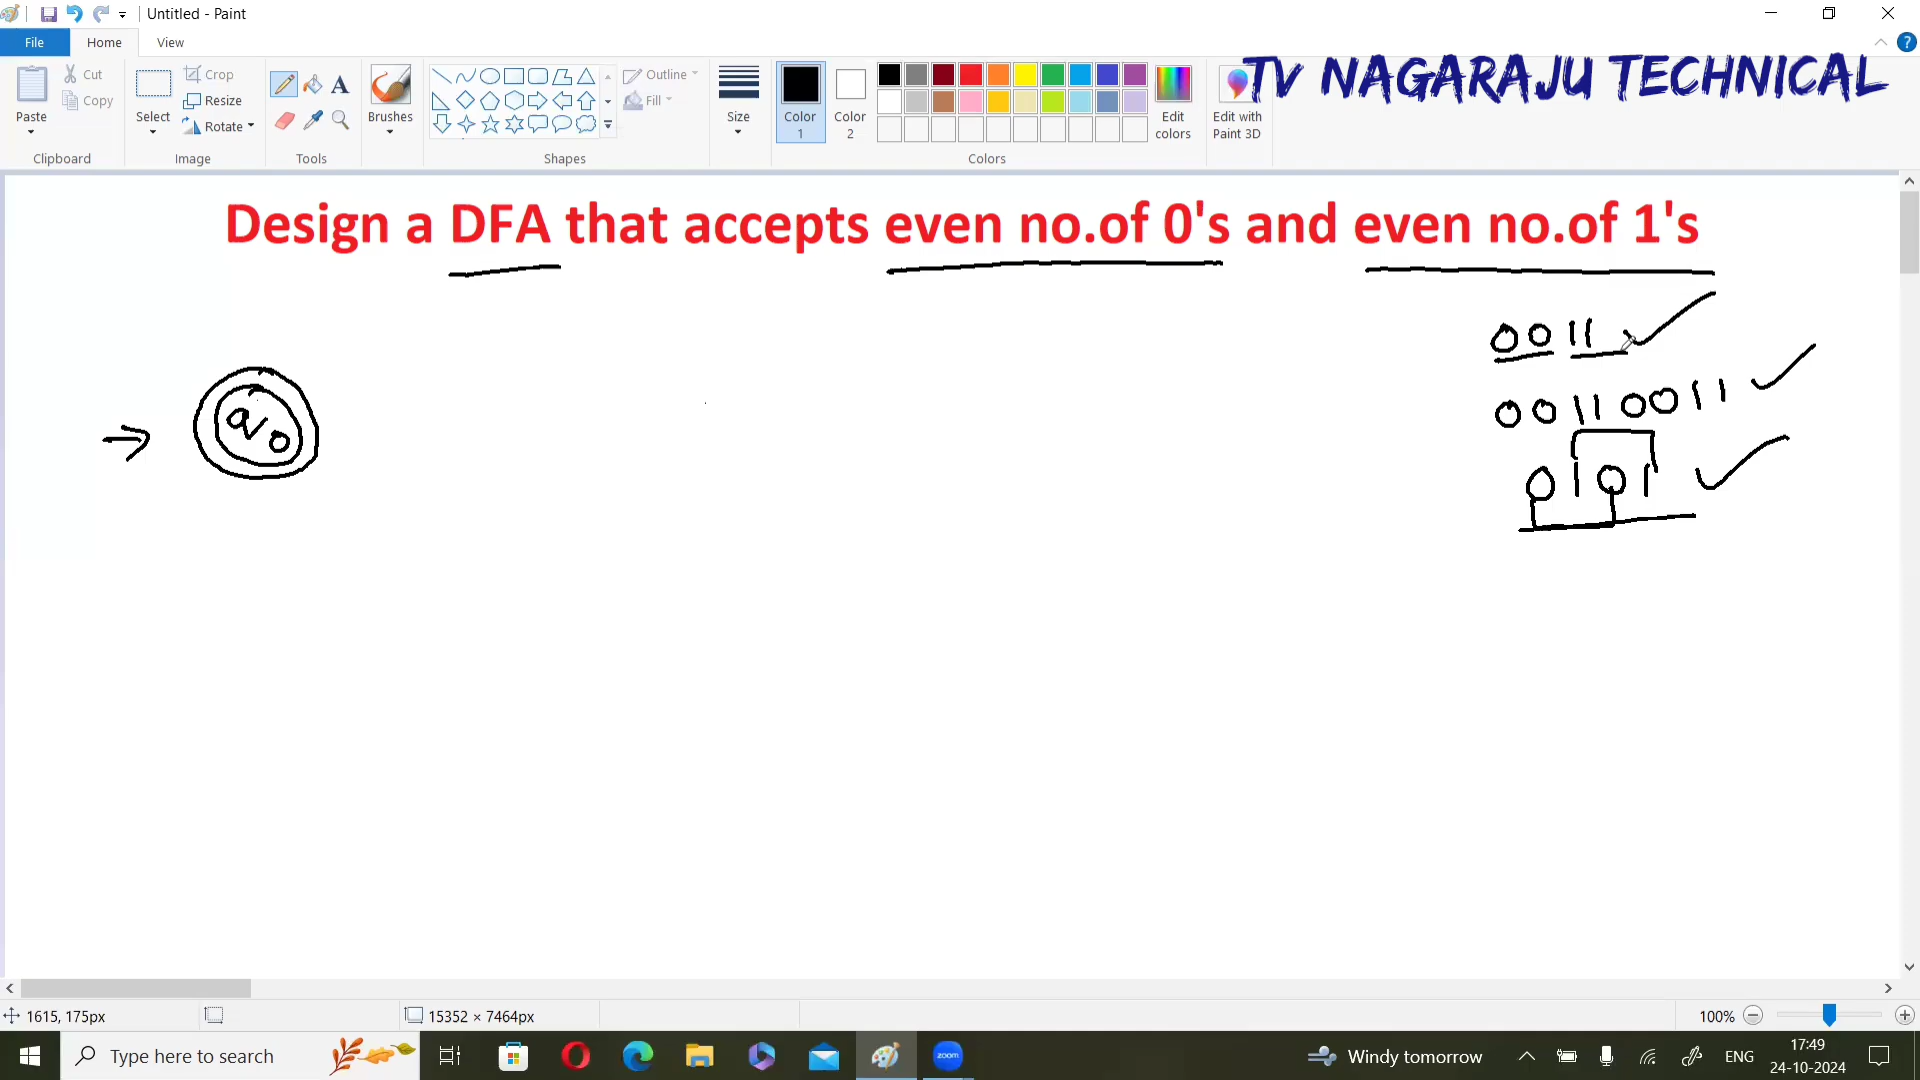 Untitled - Paint
File Home View
TV NAGARAJU TECHNICAL
Paste
Cut
Copy
Clipboard
Select
Crop
Resize
Rotate
Image
A
Tools
Brushes
Outline
Fill
Shapes
Size
Color 1
Color 2
Edit colors
Edit with Paint 3D
Colors
Design a DFA that accepts even no.of 0's and even no.of 1's
0011
00110011
q0
0101
1615, 175px
15352 × 7464px
100%
Type here to search
zoom
Windy tomorrow
ENG
17:49
24-10-2024